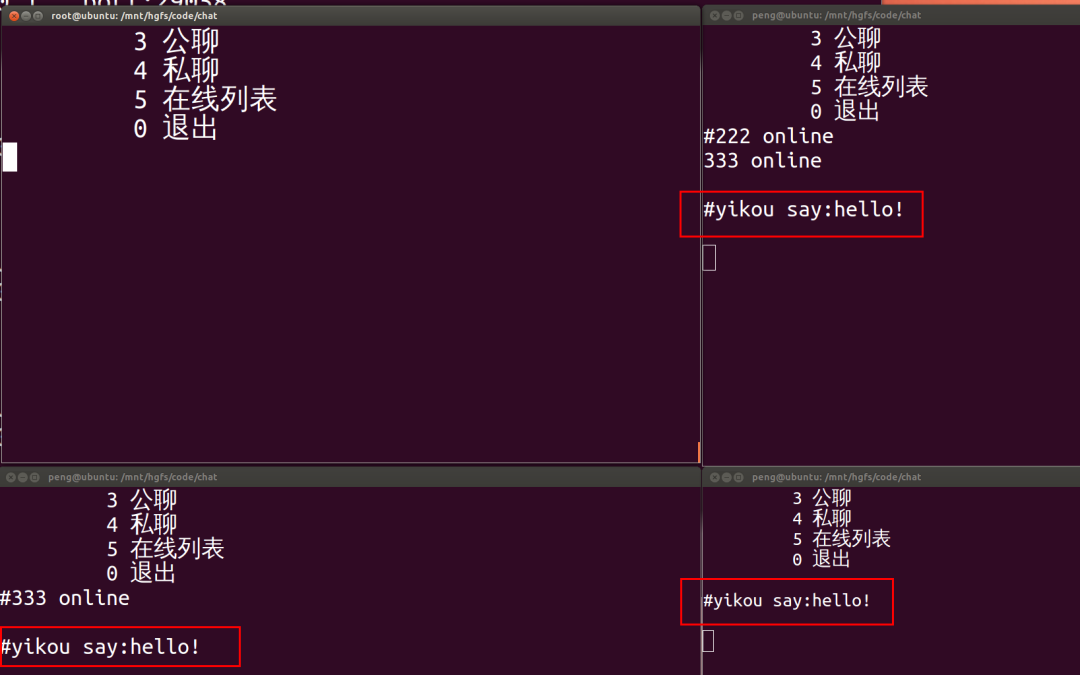 root@ubuntu: /mnt/hgfs/code/chat
3 公聊
4 私聊
5 在线列表
0 退出
peng@ubuntu: /mnt/hgfs/code/chat
3 公聊
4 私聊
5 在线列表
0 退出
#222 online
333 online
#yikou say:hello!
peng@ubuntu: /mnt/hgfs/code/chat
3 公聊
4 私聊
5 在线列表
0 退出
#333 online
#yikou say:hello!
peng@ubuntu: /mnt/hgfs/code/chat
3 公聊
4 私聊
5 在线列表
0 退出
#yikou say:hello!